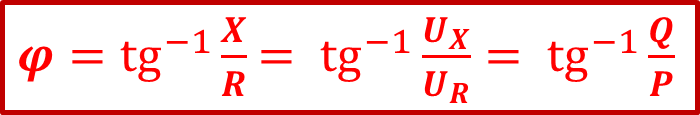 φ = tg⁻¹ X/R = tg⁻¹ U_X/U_R = tg⁻¹ Q/P